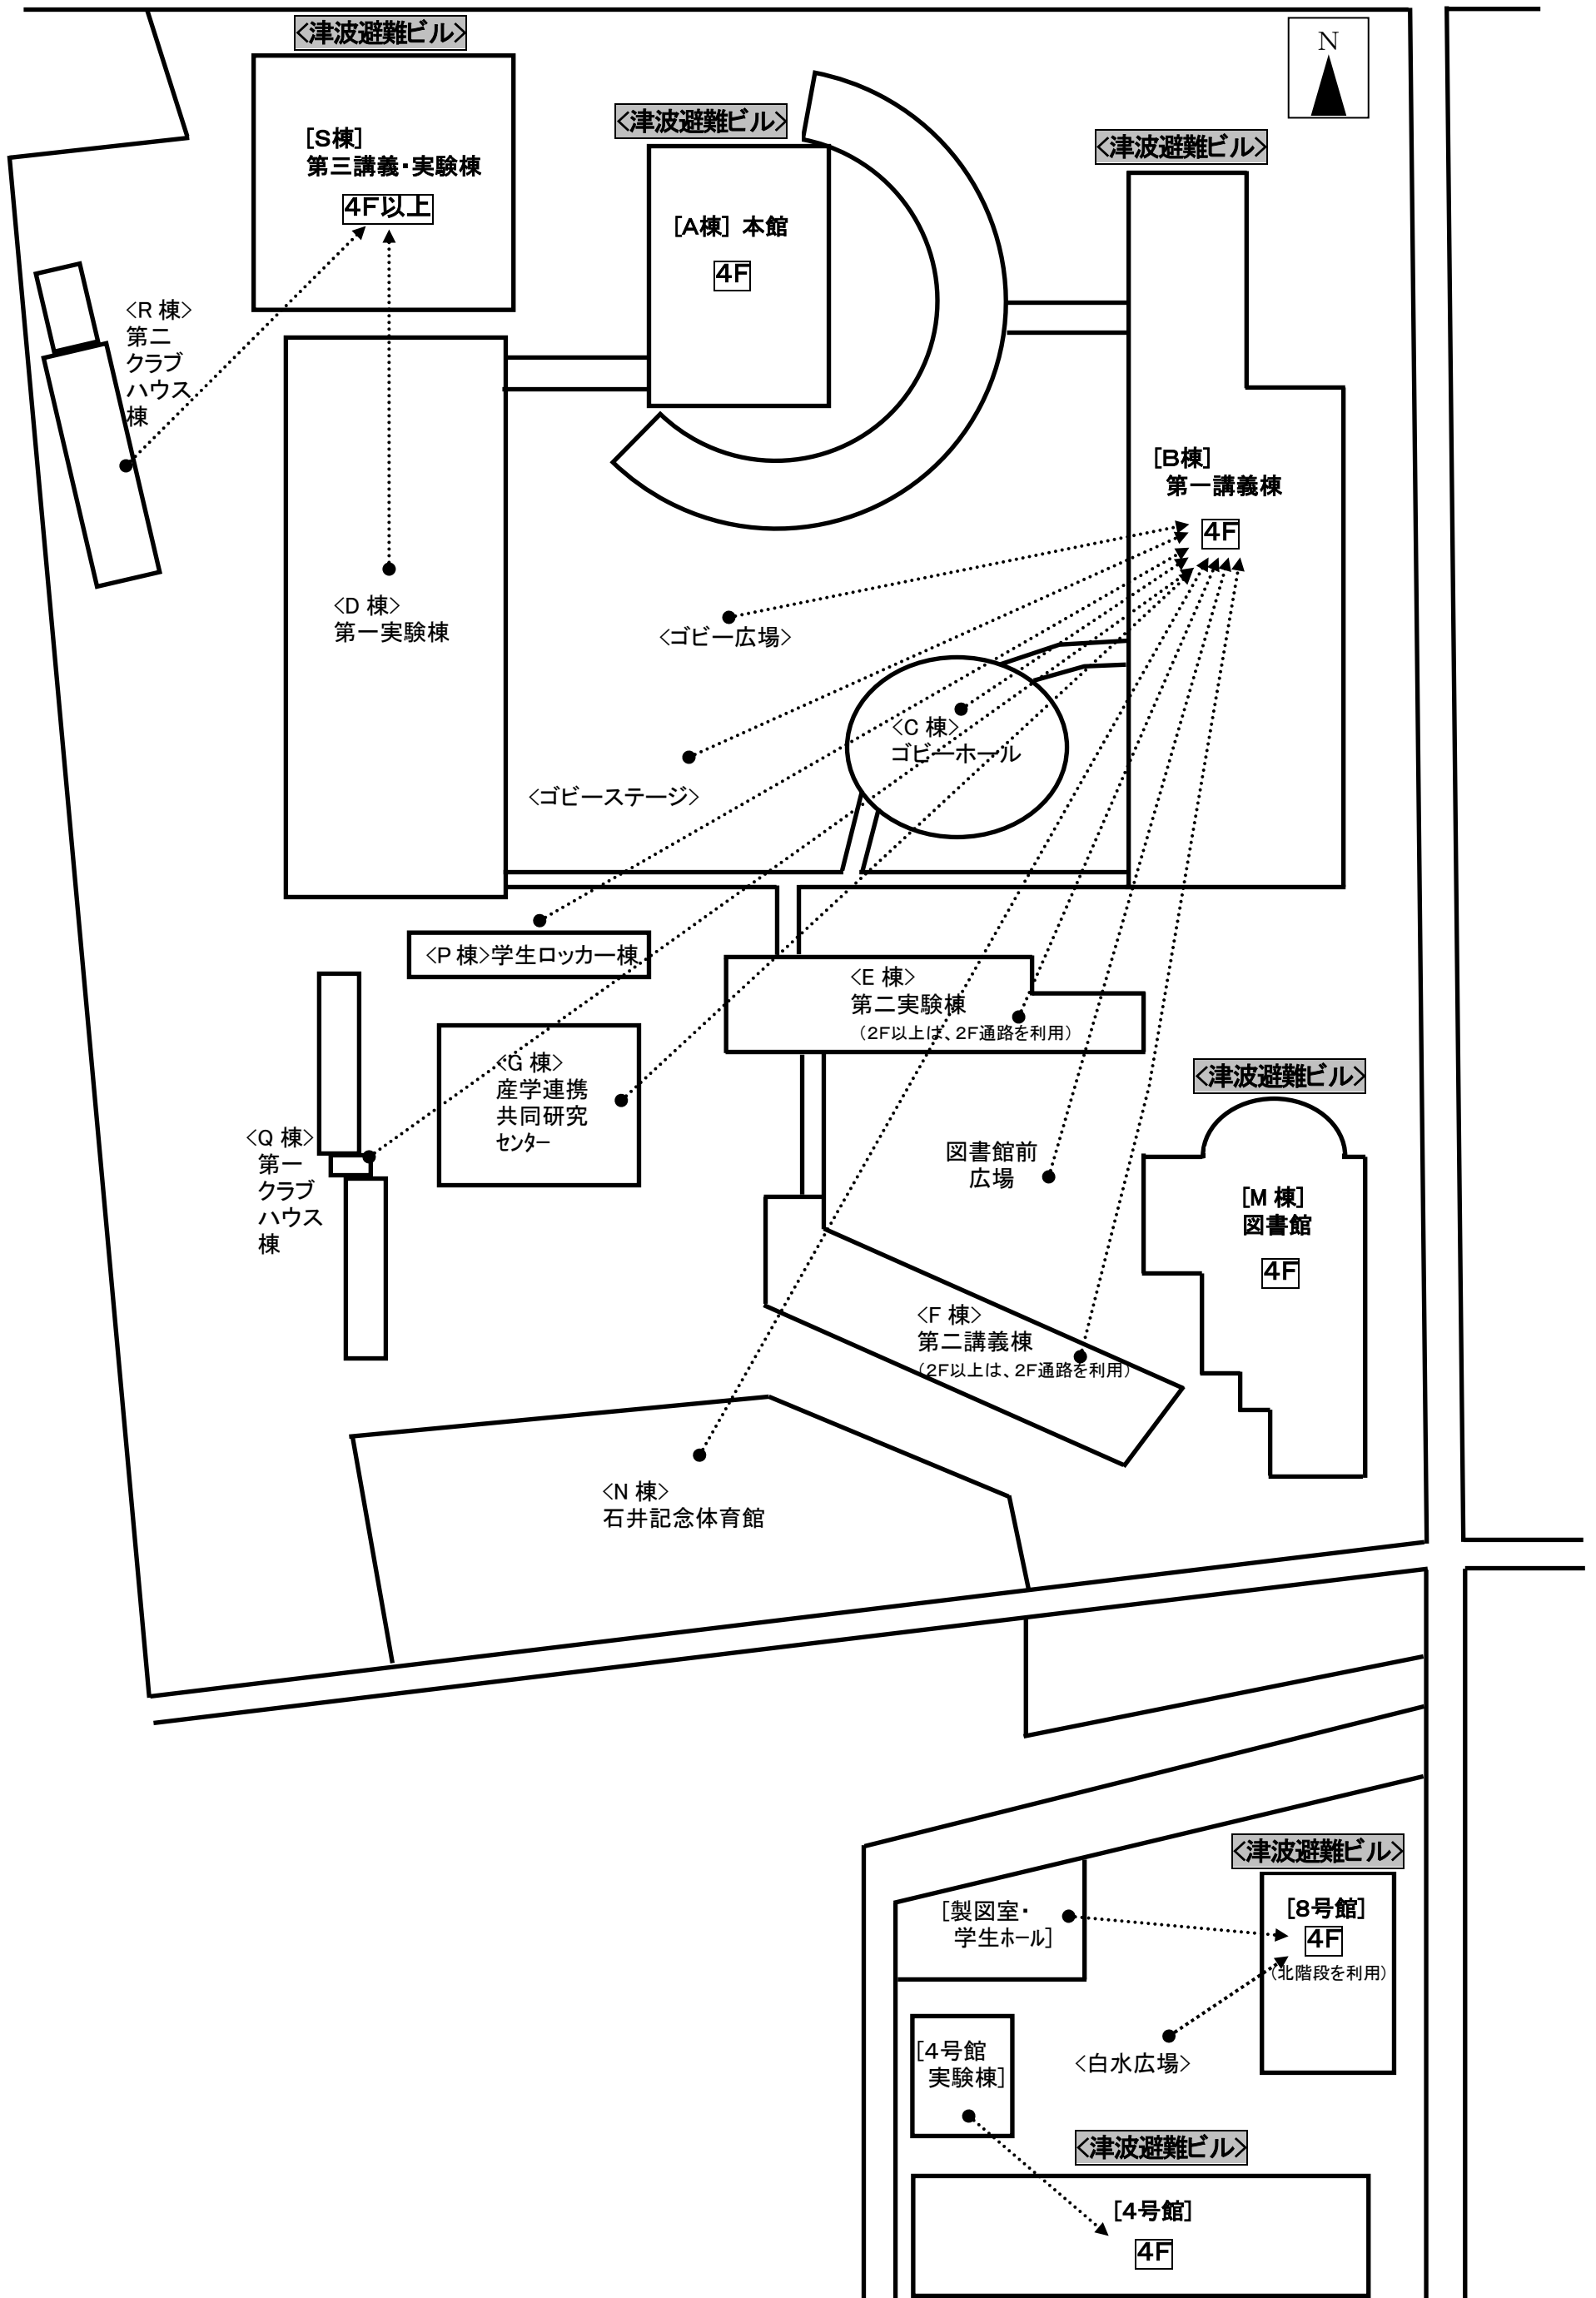 <津波避難ビル>
N
[S棟]
第三講義・実験棟
4F以上
<津波避難ビル>
[A棟] 本館
4F
<津波避難ビル>
<R 棟>
第二
クラブ
ハウス
棟
[B棟]
第一講義棟
4F
<D 棟>
第一実験棟
<ゴビー広場>
<C 棟>
ゴビーホール
<ゴビーステージ>
<P 棟>学生ロッカー棟
<E 棟>
第二実験棟
(2F以上は、2F通路を利用)
<G 棟>
産学連携
共同研究
センター
<津波避難ビル>
<Q 棟>
第一
クラブ
ハウス
棟
図書館前
広場
[M 棟]
図書館
4F
<F 棟>
第二講義棟
(2F以上は、2F通路を利用)
<N 棟>
石井記念体育館
<津波避難ビル>
[製図室・
学生ホール]
[8号館]
4F
(北階段を利用)
[4号館
実験棟]
<白水広場>
<津波避難ビル>
[4号館]
4F